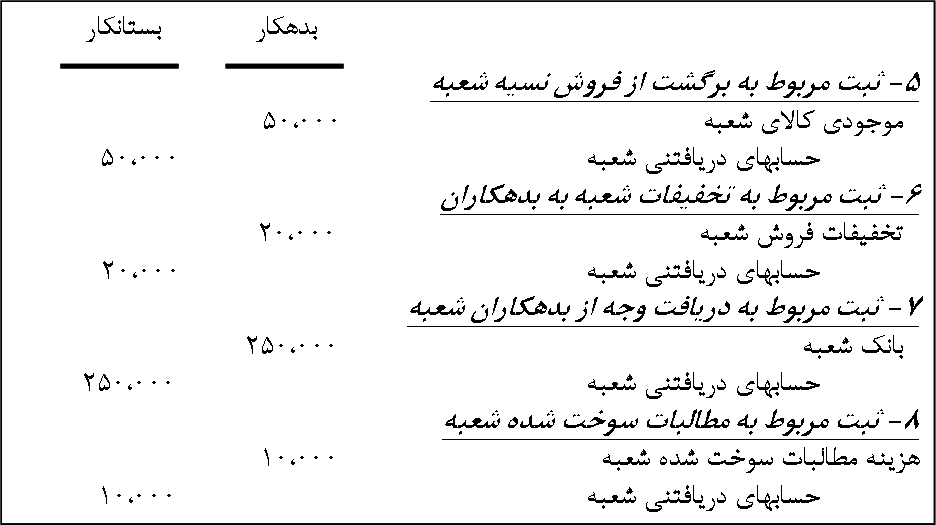 بدهکار بستانکار
۵- ثبت مربوط به برگشت از فروش نسیه شعبه
موجودی کالای شعبه ۵۰،۰۰۰
حسابهای دریافتنی شعبه ۵۰،۰۰۰
۶- ثبت مربوط به تخفیفات شعبه به بدهکاران
تخفیفات فروش شعبه ۲۰،۰۰۰
حسابهای دریافتنی شعبه ۲۰،۰۰۰
۷- ثبت مربوط به دریافت وجه از بدهکاران شعبه
بانک شعبه ۲۵۰،۰۰۰
حسابهای دریافتنی شعبه ۲۵۰،۰۰۰
۸- ثبت مربوط به مطالبات سوخت شده شعبه
هزینه مطالبات سوخت شده شعبه ۱۰،۰۰۰
حسابهای دریافتنی شعبه ۱۰،۰۰۰